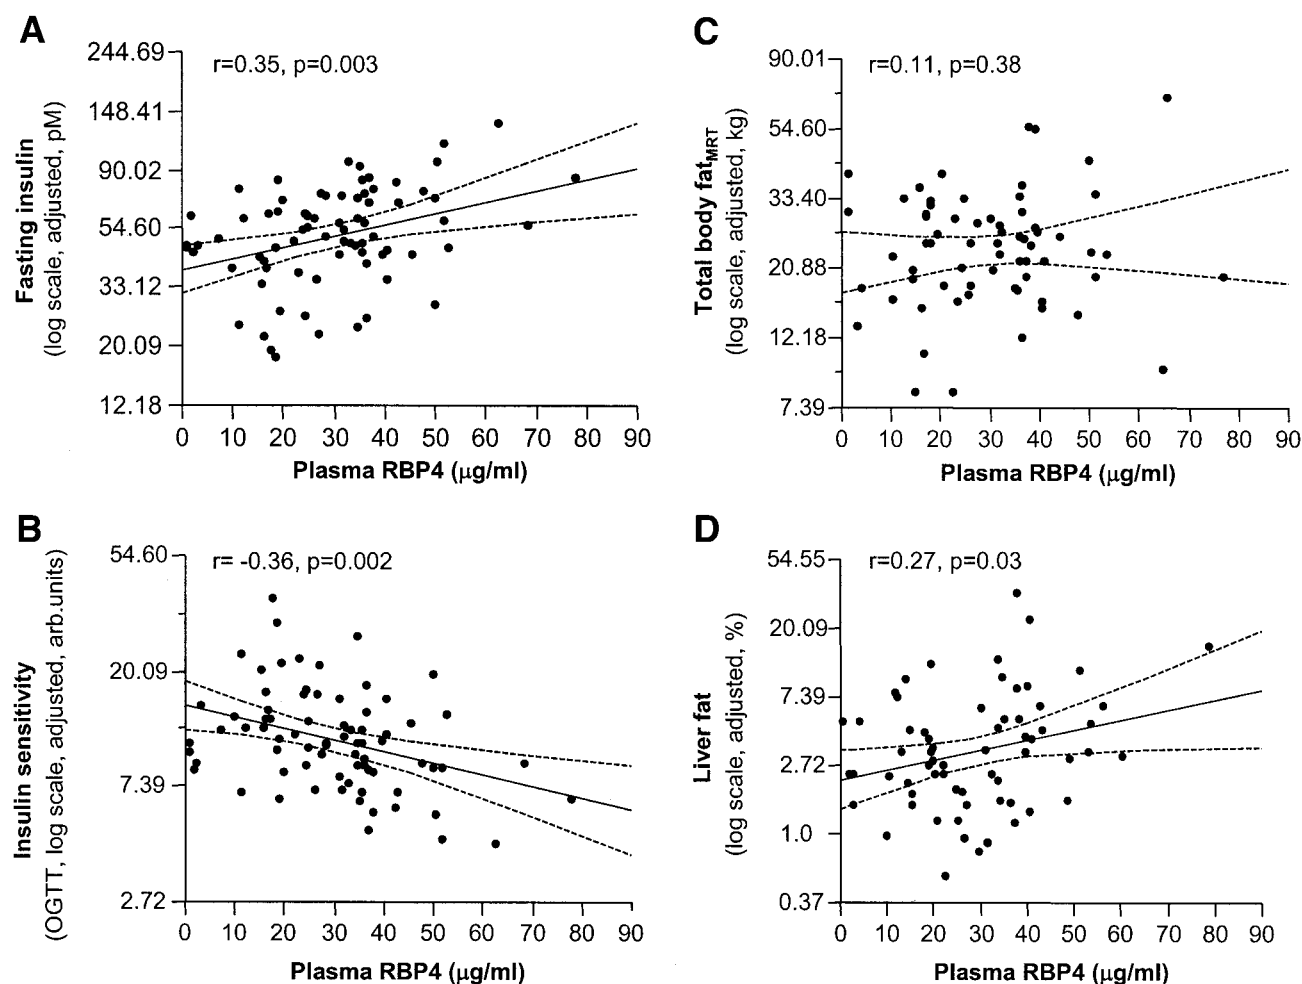 A
r=0.35, p=0.003
Fasting insulin
(log scale, adjusted, pM)
244.69
148.41
90.02
54.60
33.12
20.09
12.18
0 10 20 30 40 50 60 70 80 90
Plasma RBP4 (μg/ml)
C
r=0.11, p=0.38
Total body fatMRT
(log scale, adjusted, kg)
90.01
54.60
33.40
20.88
12.18
7.39
0 10 20 30 40 50 60 70 80 90
Plasma RBP4 (μg/ml)
B
r= -0.36, p=0.002
Insulin sensitivity
(OGTT, log scale, adjusted, arb.units)
54.60
20.09
7.39
2.72
0 10 20 30 40 50 60 70 80 90
Plasma RBP4 (μg/ml)
D
r=0.27, p=0.03
Liver fat
(log scale, adjusted, %)
54.55
20.09
7.39
2.72
1.0
0.37
0 10 20 30 40 50 60 70 80 90
Plasma RBP4 (μg/ml)